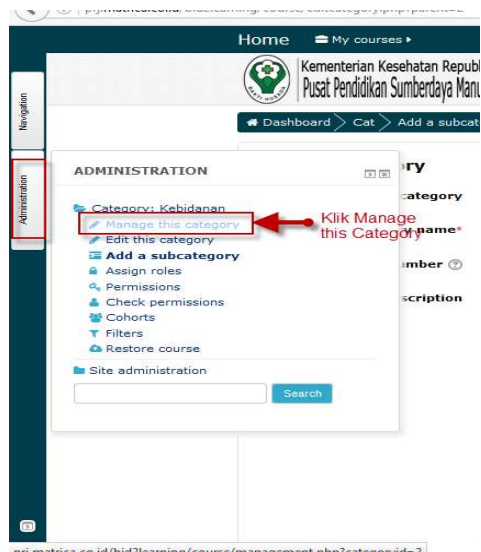 Home My courses
Kementerian Kesehatan Republ
Pusat Pendidikan Sumberdaya Manu
Dashboard > Cat > Add a subcat
Navigation
Administration
ADMINISTRATION
ry
category
name*
mber
scription
Category: Kebidanan
Manage this category
Klik Manage
this Category
Edit this category
Add a subcategory
Assign roles
Permissions
Check permissions
Cohorts
Filters
Restore course
Site administration
Search